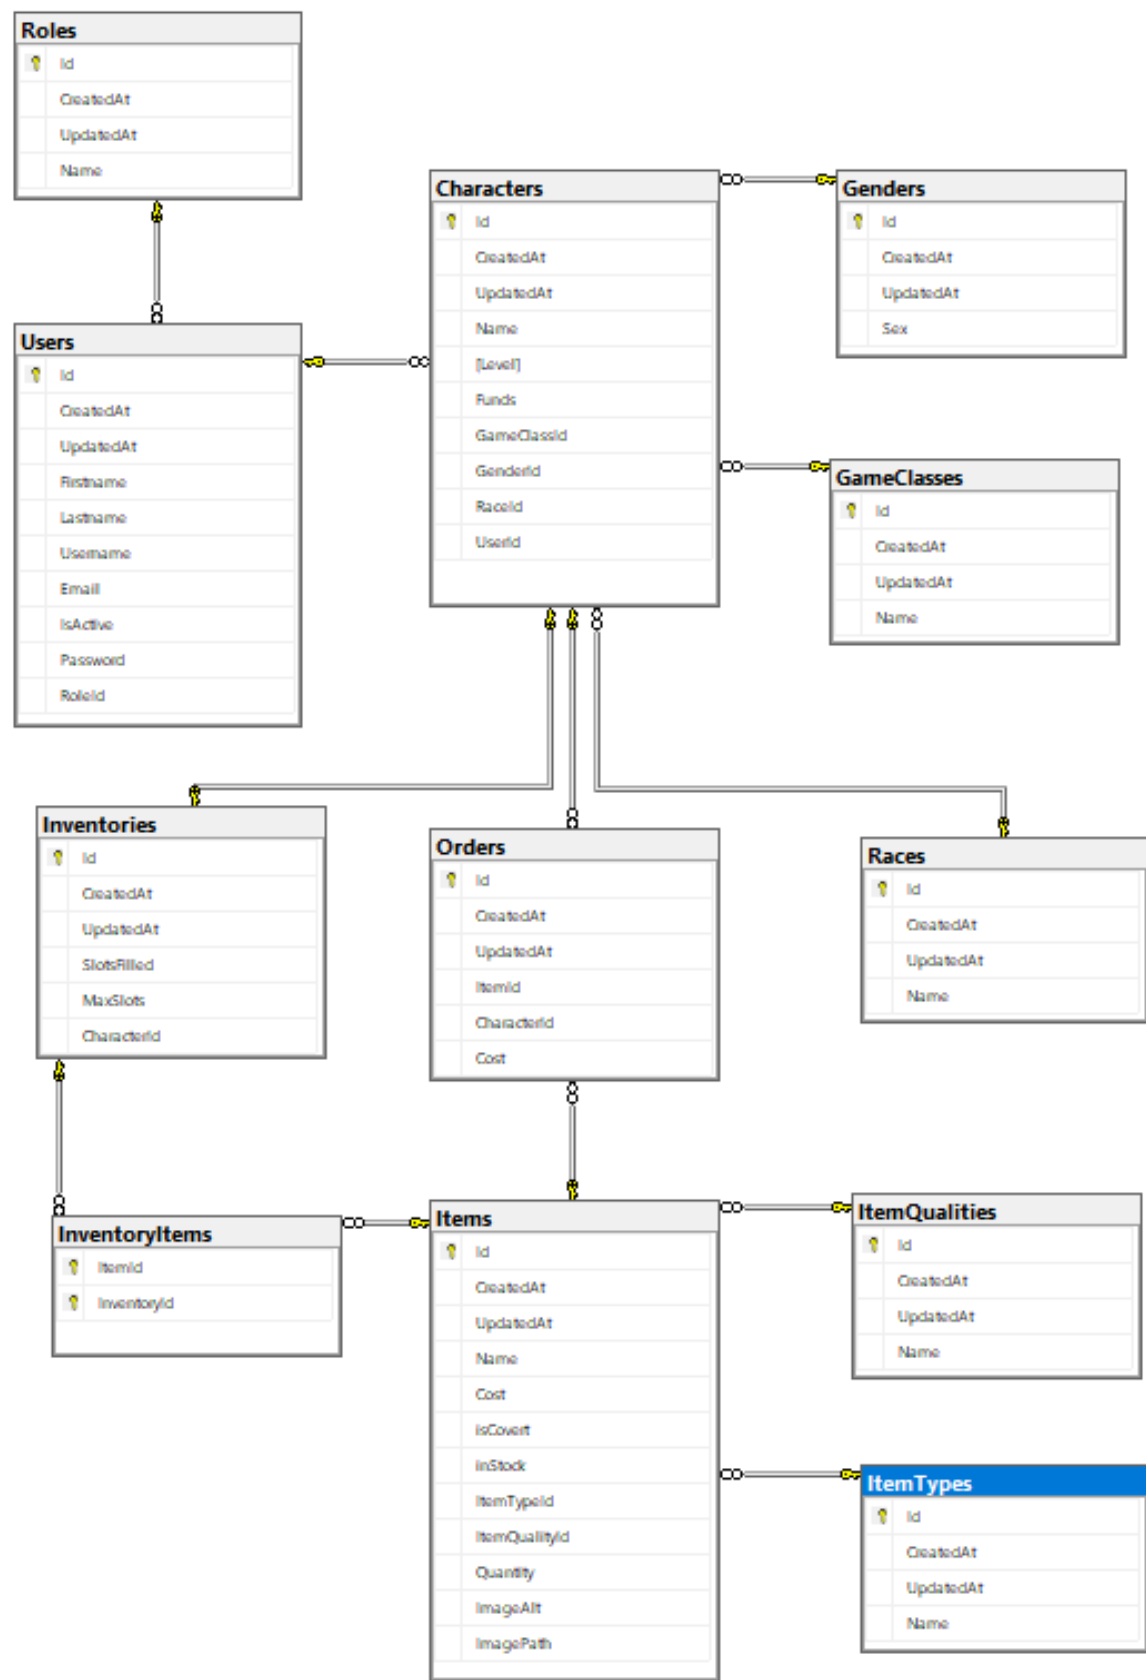 Roles
Id
CreatedAt
UpdatedAt
Name
Characters
Id
CreatedAt
UpdatedAt
Name
[Level]
Funds
GameClassId
GenderId
RaceId
UserId
Genders
Id
CreatedAt
UpdatedAt
Sex
Users
Id
CreatedAt
UpdatedAt
Firstname
Lastname
Username
Email
IsActive
Password
RoleId
GameClasses
Id
CreatedAt
UpdatedAt
Name
Inventories
Id
CreatedAt
UpdatedAt
SlotsFilled
MaxSlots
CharacterId
Orders
Id
CreatedAt
UpdatedAt
ItemId
CharacterId
Cost
Races
Id
CreatedAt
UpdatedAt
Name
InventoryItems
ItemId
InventoryId
Items
Id
CreatedAt
UpdatedAt
Name
Cost
isCovert
inStock
ItemTypeId
ItemQualityId
Quantity
ImageAlt
ImagePath
ItemQualities
Id
CreatedAt
UpdatedAt
Name
ItemTypes
Id
CreatedAt
UpdatedAt
Name